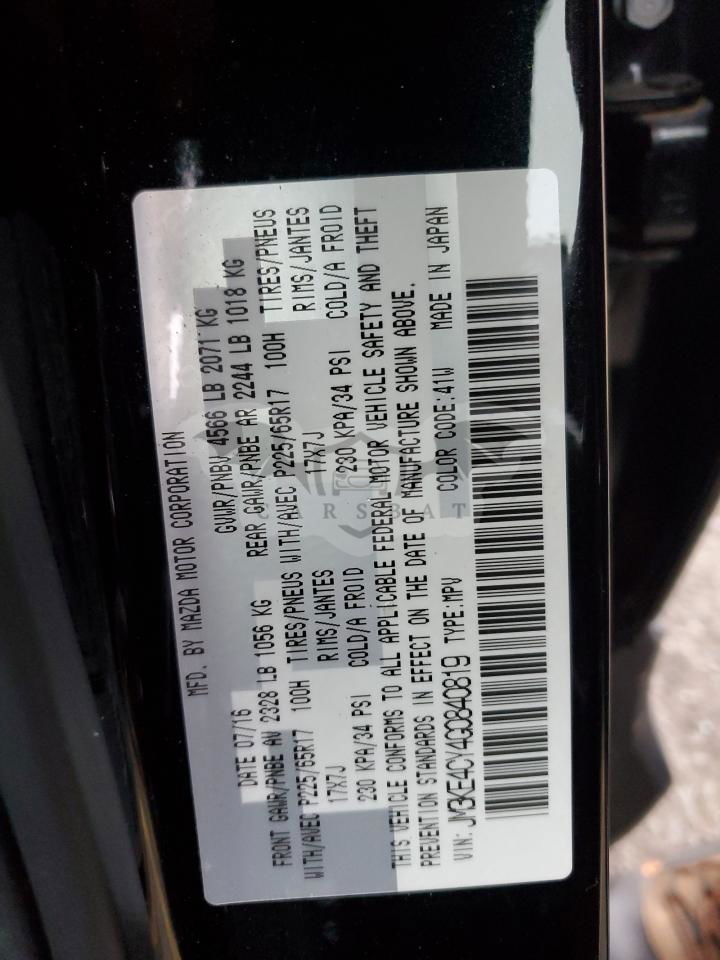 MFD. BY MAZDA MOTOR CORPORATION
DATE 07/16 GVWR/PNBV 4566 LB 2071 KG
FRONT GAWR/PNBE AV 2328 LB 1056 KG REAR GAWR/PNBE AR 2244 LB 1018 KG
WITH/AVEC P225/65R17 100H TIRES/PNEUS WITH/AVEC P225/65R17 100H TIRES/PNEUS
17X7J RIMS/JANTES 17X7J RIMS/JANTES
230 KPA/34 PSI COLD/A FROID 230 KPA/34 PSI COLD/A FROID
THIS VEHICLE CONFORMS TO ALL APPLICABLE FEDERAL MOTOR VEHICLE SAFETY AND THEFT
PREVENTION STANDARDS IN EFFECT ON THE DATE OF MANUFACTURE SHOWN ABOVE.
VIN: JM3KE4CY4G0840819 TYPE:MPV COLOR CODE:41W MADE IN JAPAN
CARSBAT